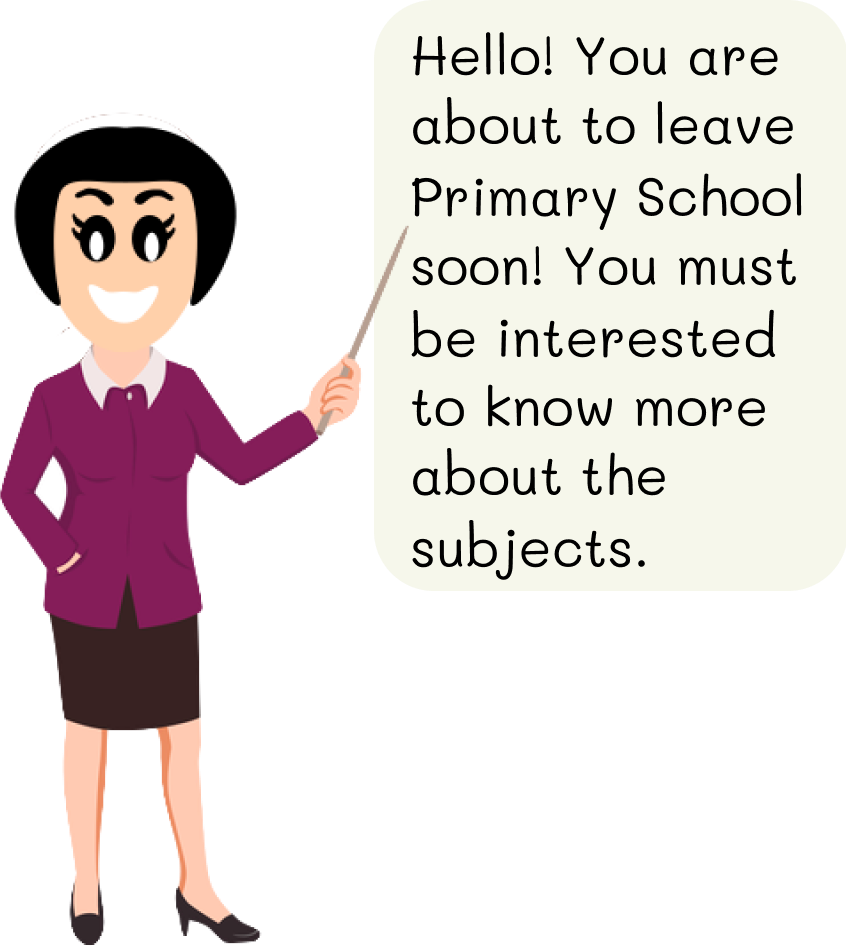 Hello! You are
about to leave
Primary School
soon! You must
be interested
to know more
about the
subjects.